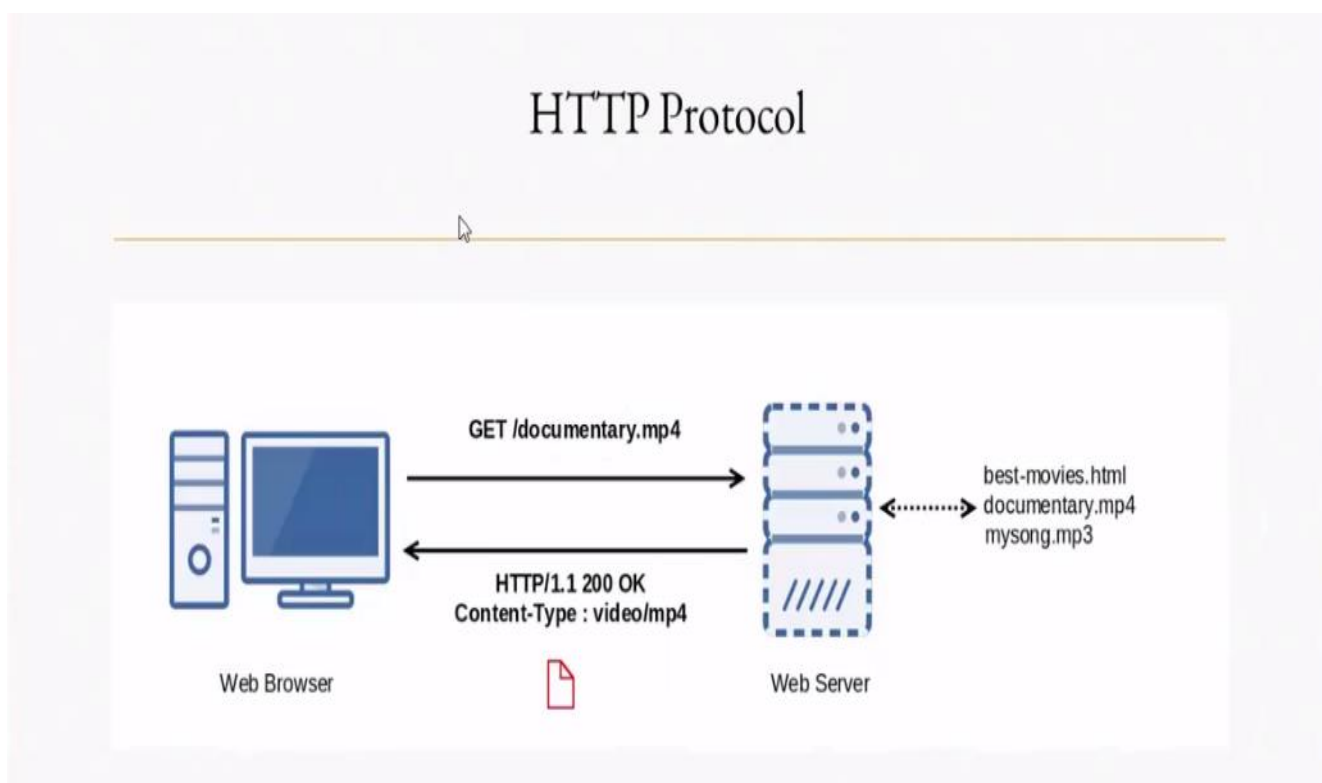 HTTP Protocol
GET /documentary.mp4
HTTP/1.1 200 OK
Content-Type : video/mp4
best-movies.html
documentary.mp4
mysong.mp3
Web Browser
Web Server